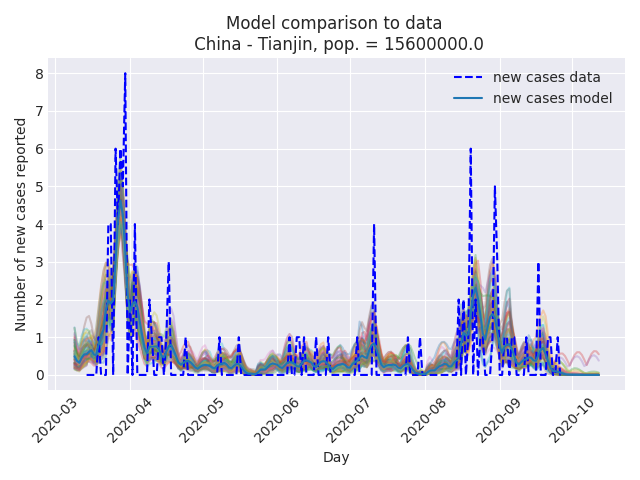 Model comparison to data
China - Tianjin, pop. = 15600000.0
new cases data
new cases model
Number of new cases reported
8
7
6
5
4
3
2
1
0
2020-03
2020-04
2020-05
2020-06
2020-07
2020-08
2020-09
2020-10
Day